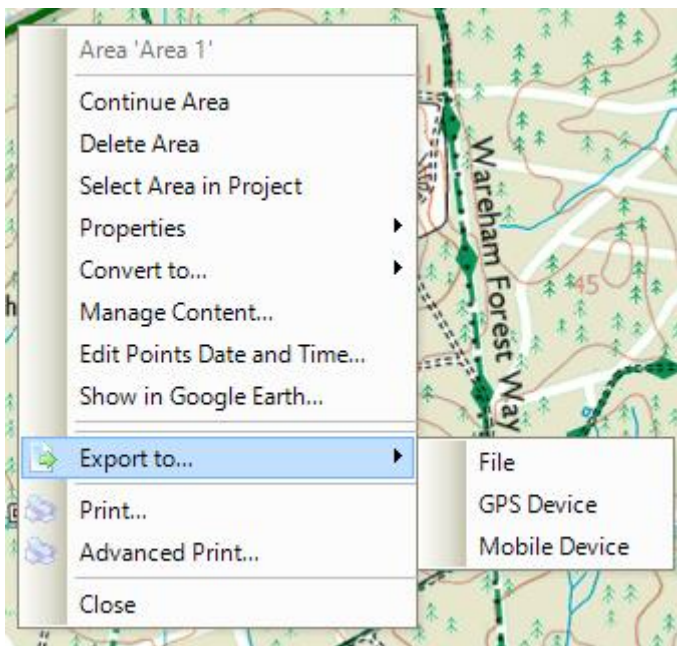 Area 'Area 1'
Continue Area
Delete Area
Select Area in Project
Properties
Convert to...
Manage Content...
Edit Points Date and Time...
Show in Google Earth...
Export to...
File
GPS Device
Mobile Device
Print...
Advanced Print...
Close
Wareham Forest Way
45
h